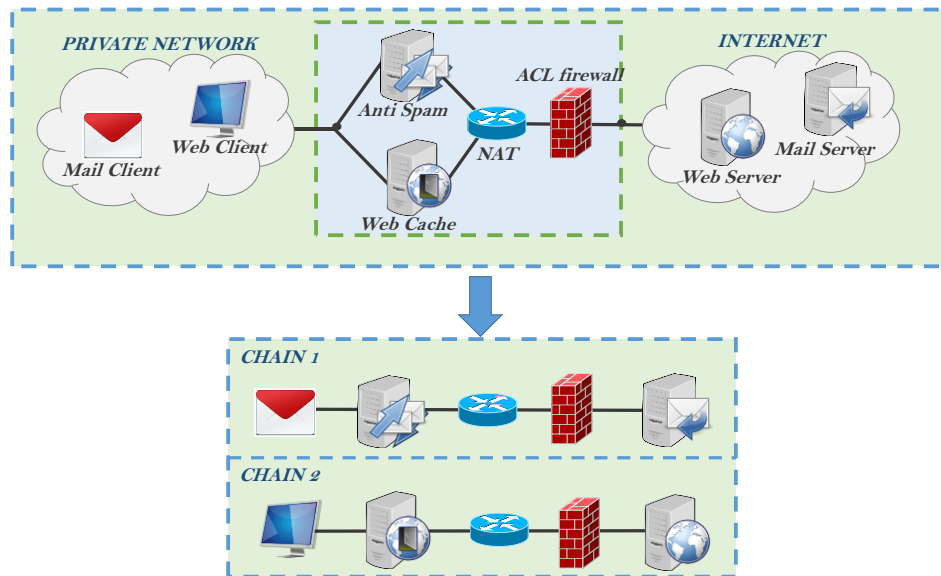 PRIVATE NETWORK
INTERNET
ACL firewall
Anti Spam
Web Client
Mail Client
NAT
Mail Server
Web Server
Web Cache
CHAIN 1
CHAIN 2